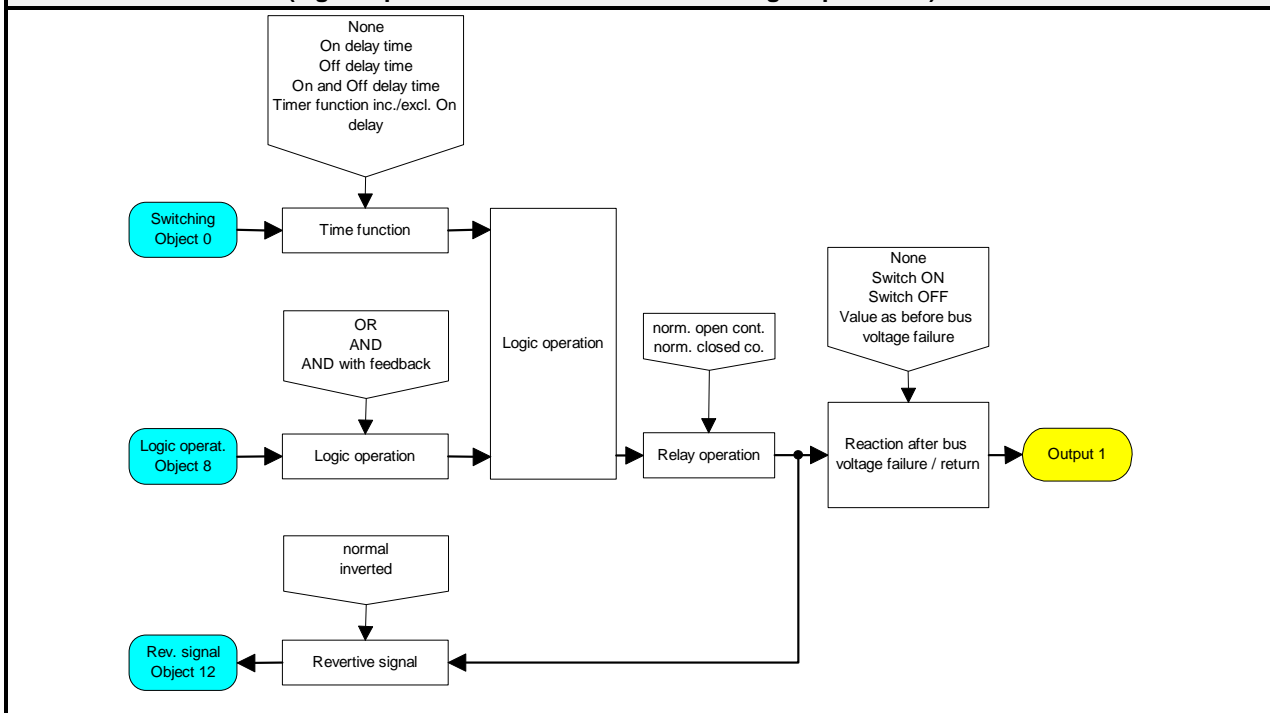 None
On delay time
Off delay time
On and Off delay time
Timer function inc./excl. On
delay
Switching
Object 0
Time function
OR
AND
AND with feedback
Logic operat.
Object 8
Logic operation
Logic operation
norm. open cont.
norm. closed co.
Relay operation
None
Switch ON
Switch OFF
Value as before bus
voltage failure
Reaction after bus
voltage failure / return
Output 1
normal
inverted
Rev. signal
Object 12
Revertive signal